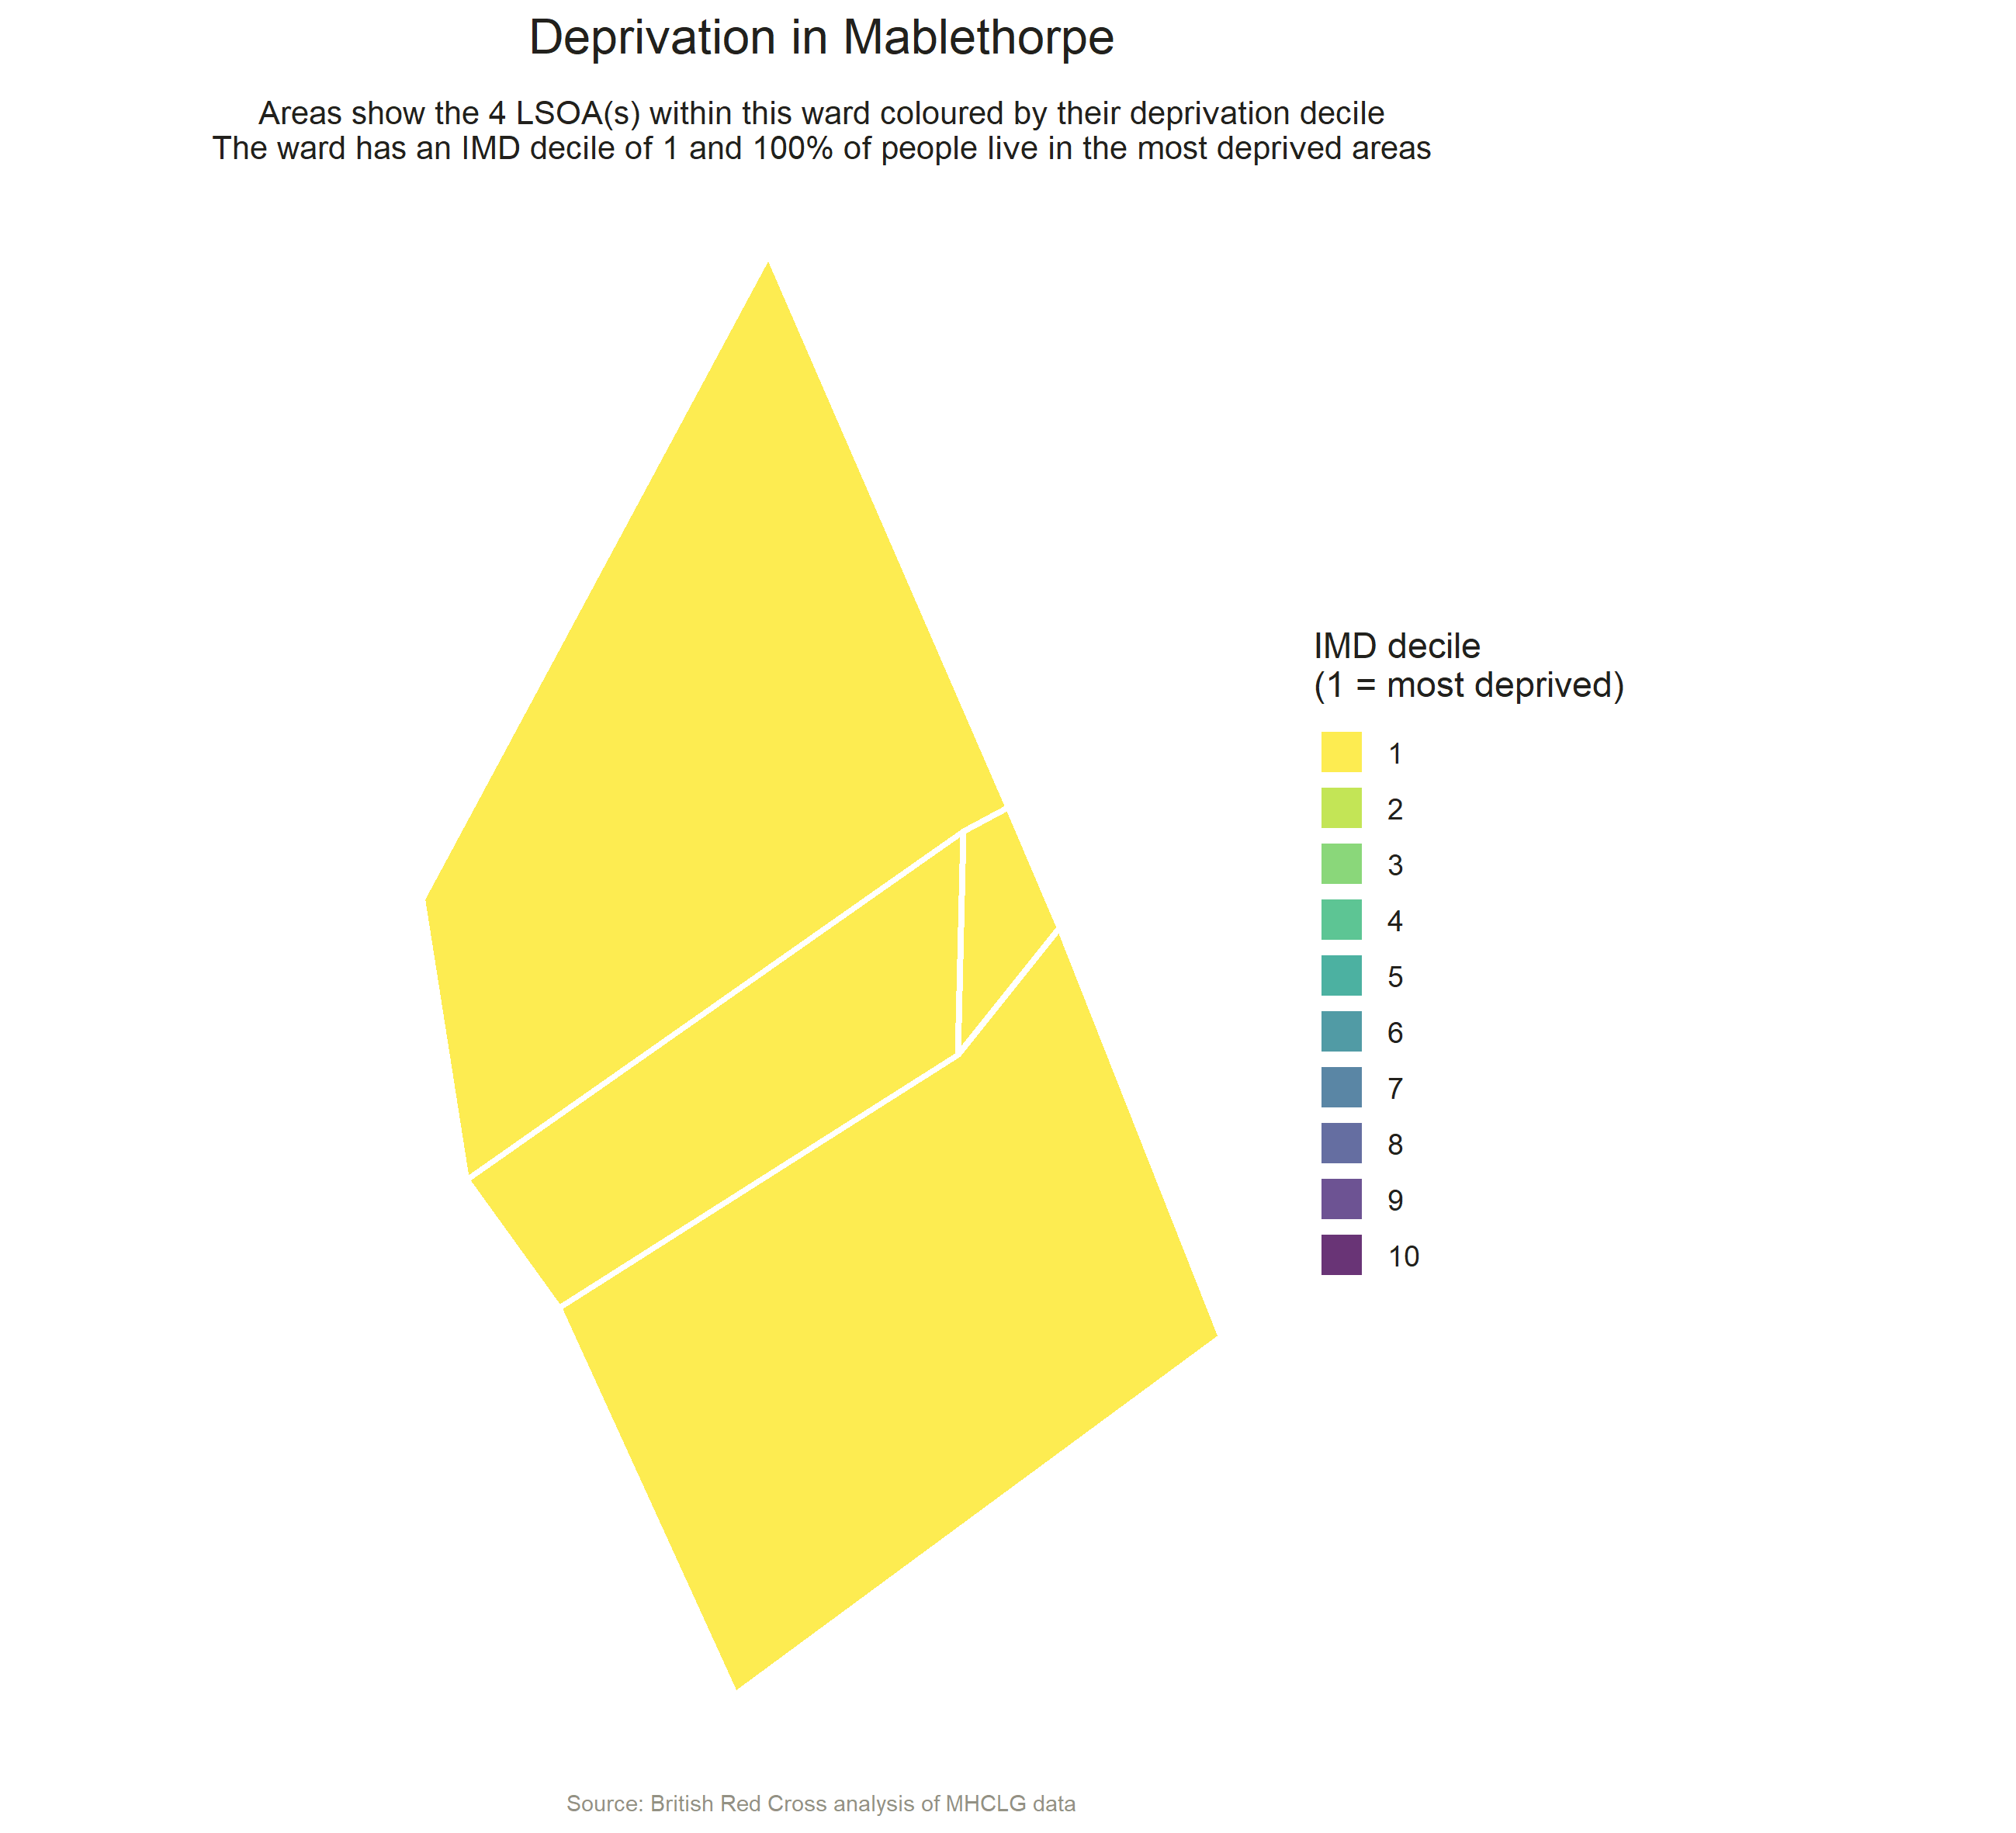 Deprivation in Mablethorpe
Areas show the 4 LSOA(s) within this ward coloured by their deprivation decile
The ward has an IMD decile of 1 and 100% of people live in the most deprived areas
IMD decile
(1 = most deprived)
1
2
3
4
5
6
7
8
9
10
Source: British Red Cross analysis of MHCLG data